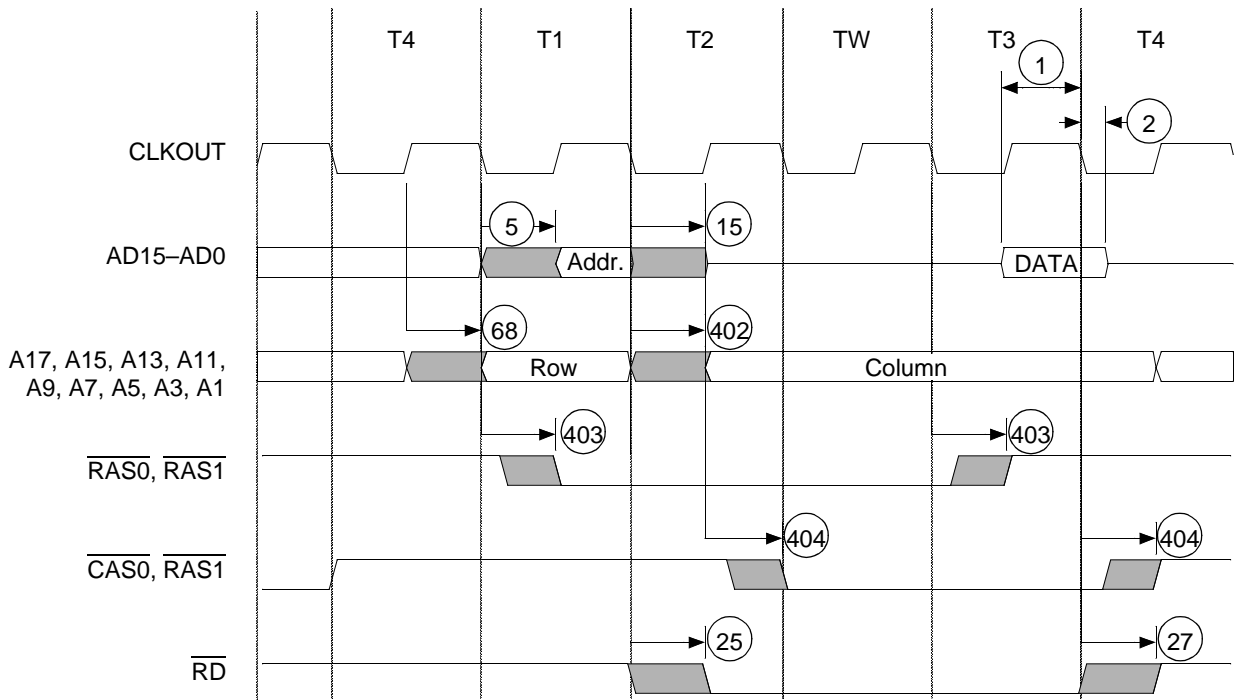 T4 T1 T2 TW T3 T4
1
2
CLKOUT
5 15
AD15–AD0 Addr. DATA
68 402
A17, A15, A13, A11,
A9, A7, A5, A3, A1
Row Column
403 403
RAS0, RAS1
404 404
CAS0, RAS1
25 27
RD